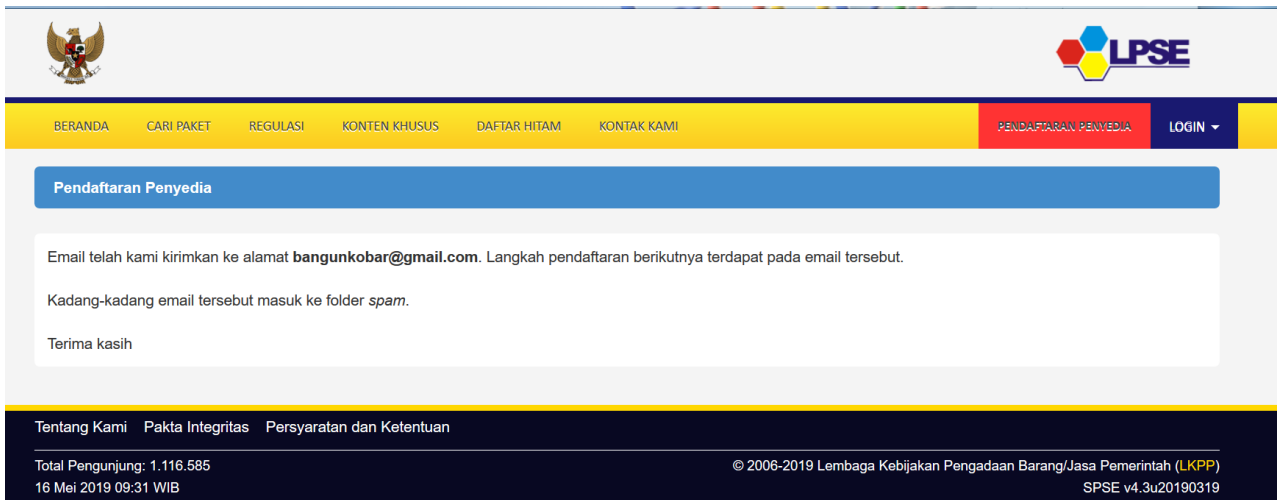 LPSE
BERANDA CARI PAKET REGULASI KONTEN KHUSUS DAFTAR HITAM KONTAK KAMI PENDAFTARAN PENYEDIA LOGIN
Pendaftaran Penyedia
Email telah kami kirimkan ke alamat bangunkobar@gmail.com. Langkah pendaftaran berikutnya terdapat pada email tersebut.
Kadang-kadang email tersebut masuk ke folder spam.
Terima kasih
Tentang Kami Pakta Integritas Persyaratan dan Ketentuan
Total Pengunjung: 1.116.585 © 2006-2019 Lembaga Kebijakan Pengadaan Barang/Jasa Pemerintah (LKPP)
16 Mei 2019 09:31 WIB SPSE v4.3u20190319